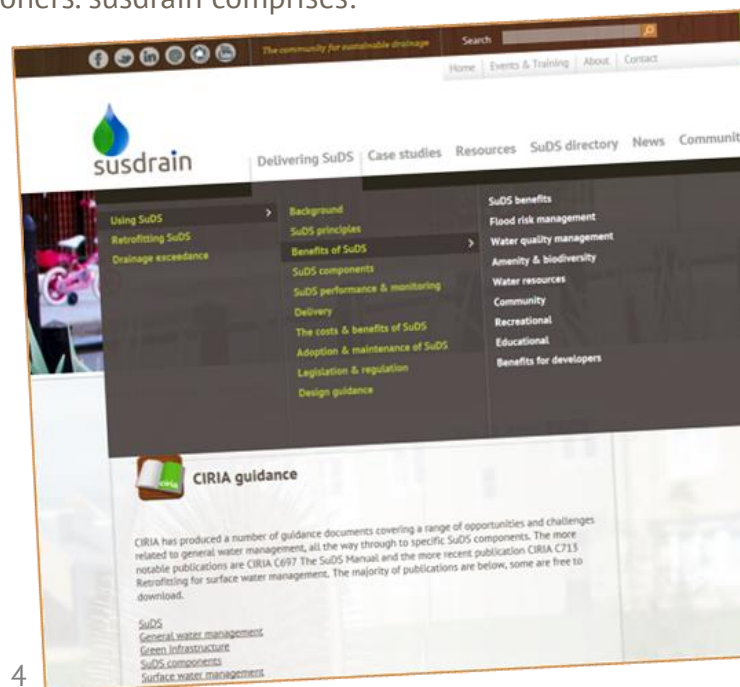 oners. susdrain comprises:
The community for sustainable drainage
Search
Home | Events & Training | About | Contact
susdrain
Delivering SuDS
Case studies
Resources
SuDS directory
News
Communit
Using SuDS
Retrofitting SuDS
Drainage exceedance
Background
SuDS principles
Benefits of SuDS
SuDS components
SuDS performance & monitoring
Delivery
The costs & benefits of SuDS
Adoption & maintenance of SuDS
Legislation & regulation
Design guidance
SuDS benefits
Flood risk management
Water quality management
Amenity & biodiversity
Water resources
Community
Recreational
Educational
Benefits for developers
ciria
CIRIA guidance
CIRIA has produced a number of guidance documents covering a range of opportunities and challenges
related to general water management, all the way through to specific SuDS components. The more
notable publications are CIRIA C697 The SuDS Manual and the more recent publication CIRIA C713
Retrofitting for surface water management. The majority of publications are below, some are free to
download.
SuDS
General water management
Green Infrastructure
SuDS components
Surface water management
4